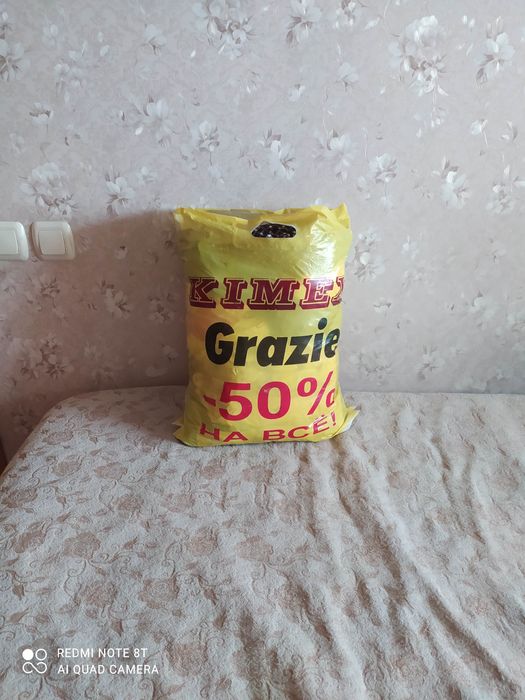 KIMEX
Grazie
-50%
НА ВСЁ!
REDMI NOTE 8T
AI QUAD CAMERA